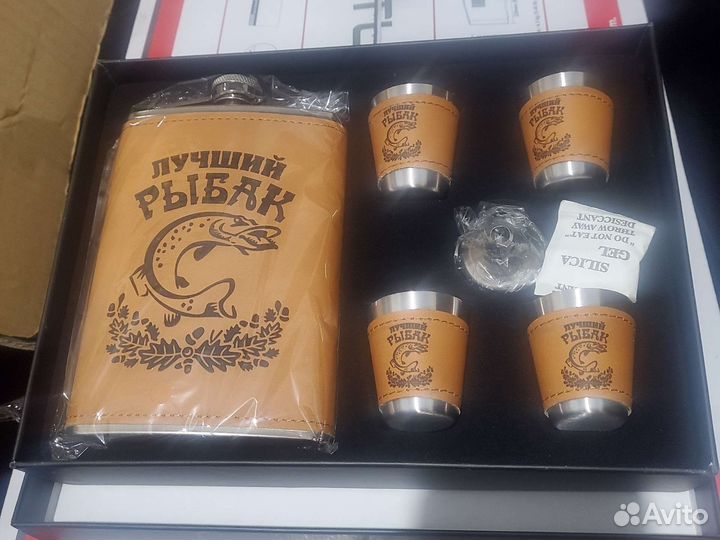 ЛУЧШИЙ
РЫБАК
ЛУЧШИЙ
РЫБАК
ЛУЧШИЙ
РЫБАК
SILICA
GEL
"DO NOT EAT"
THROW AWAY
DESICCANT
ЛУЧШИЙ
РЫБАК
ЛУЧШИЙ
РЫБАК
Avito